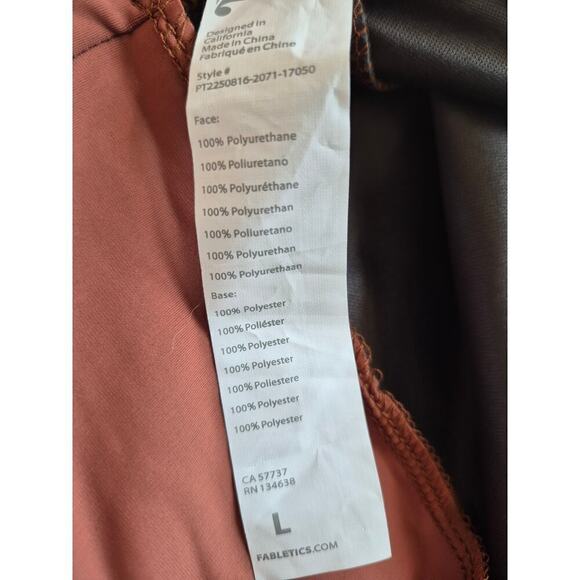 Designed in
California
Made in China
Fabriqué en Chine
Style #
PT2250816-2071-17050
Face:
100% Polyurethane
100% Poliuretano
100% Polyuréthane
100% Polyurethan
100% Poliuretano
100% Polyurethan
100% Polyurethaan
Base:
100% Polyester
100% Poliéster
100% Polyester
100% Polyester
100% Poliestere
100% Polyester
100% Polyester
CA 57737
RN 134638
L
FABLETICS.COM